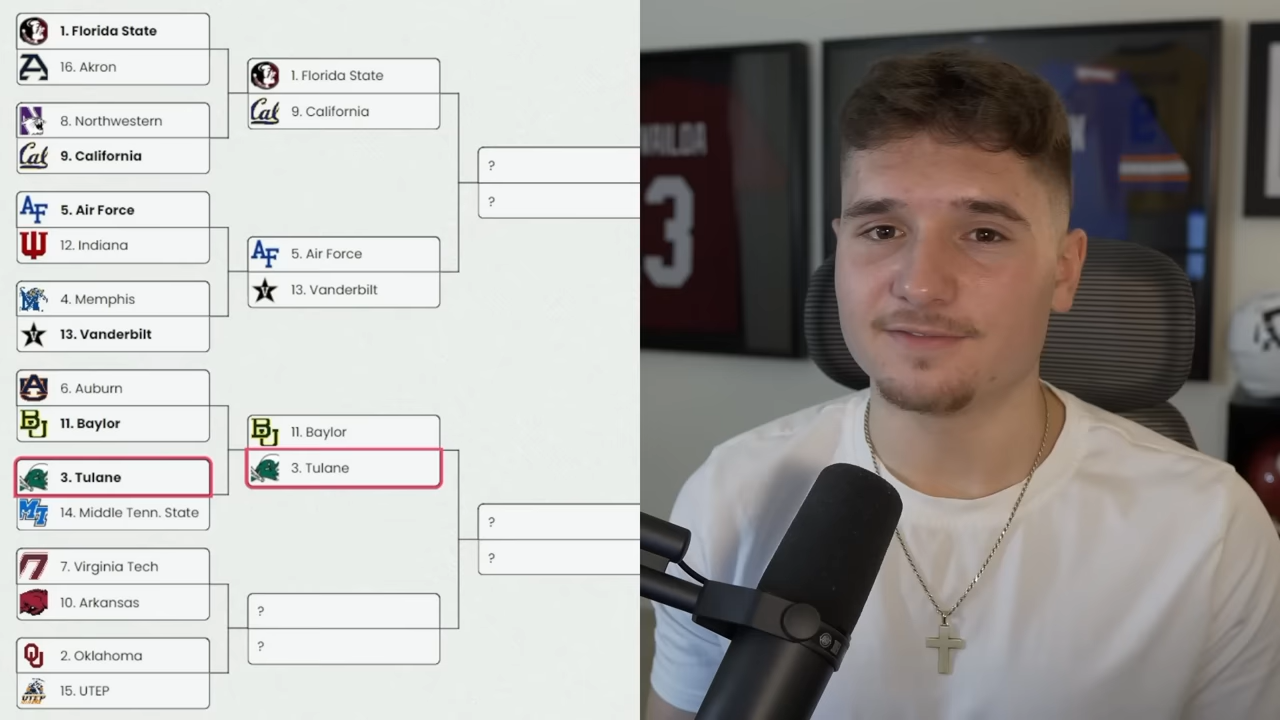 1. Florida State
16. Akron
8. Northwestern
9. California
5. Air Force
12. Indiana
4. Memphis
13. Vanderbilt
6. Auburn
11. Baylor
3. Tulane
14. Middle Tenn. State
7. Virginia Tech
10. Arkansas
2. Oklahoma
15. UTEP
1. Florida State
9. California
5. Air Force
13. Vanderbilt
11. Baylor
3. Tulane
?
?
?
?
?
?
3